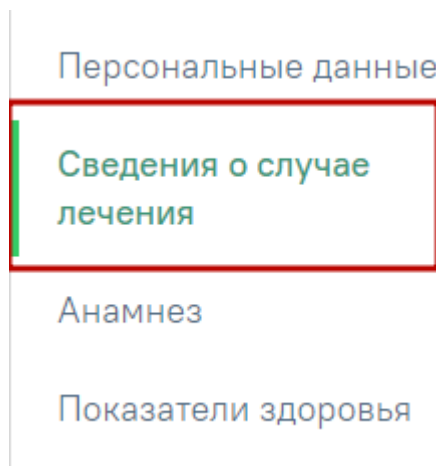 Персональные данные
Сведения о случае
лечения
Анамнез
Показатели здоровья